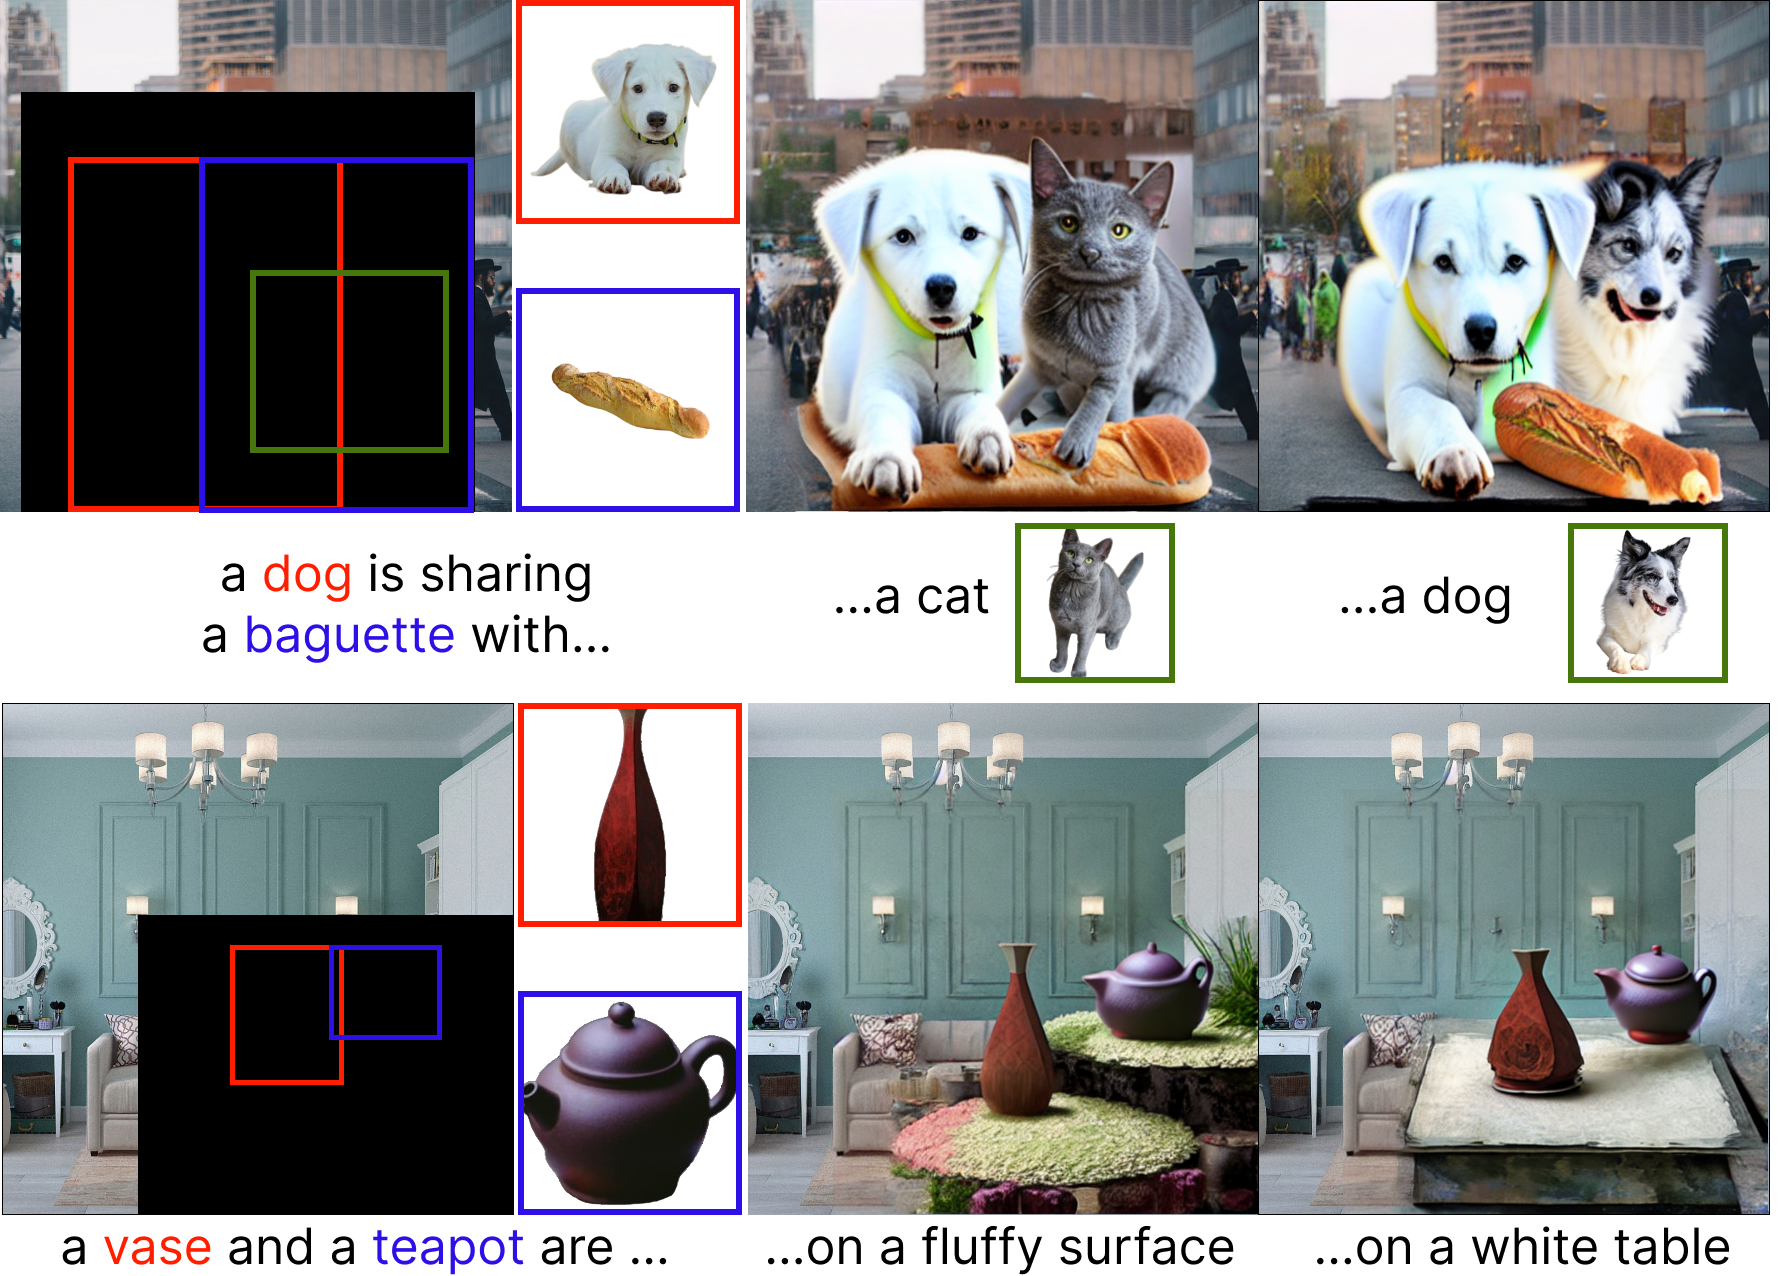 a dog is sharing
a baguette with...
...a cat
...a dog
a vase and a teapot are ...
...on a fluffy surface
...on a white table